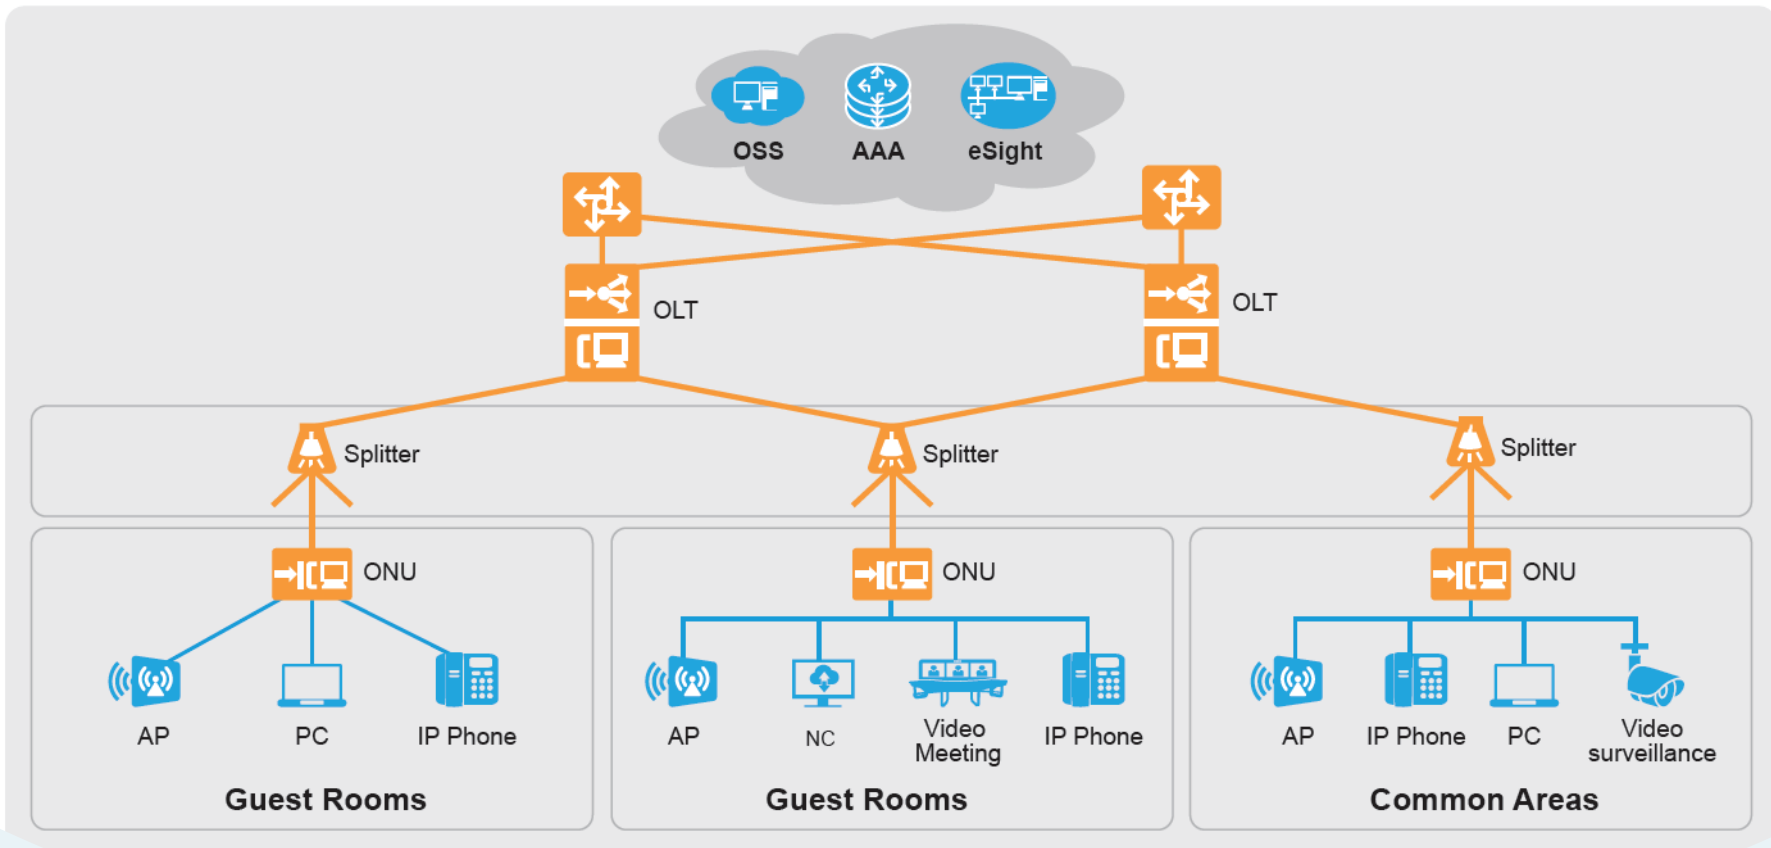 OSS
AAA
eSight
OLT
OLT
Splitter
Splitter
Splitter
ONU
ONU
ONU
AP
PC
IP Phone
AP
NC
Video
Meeting
IP Phone
AP
IP Phone
PC
Video
surveillance
Guest Rooms
Guest Rooms
Common Areas